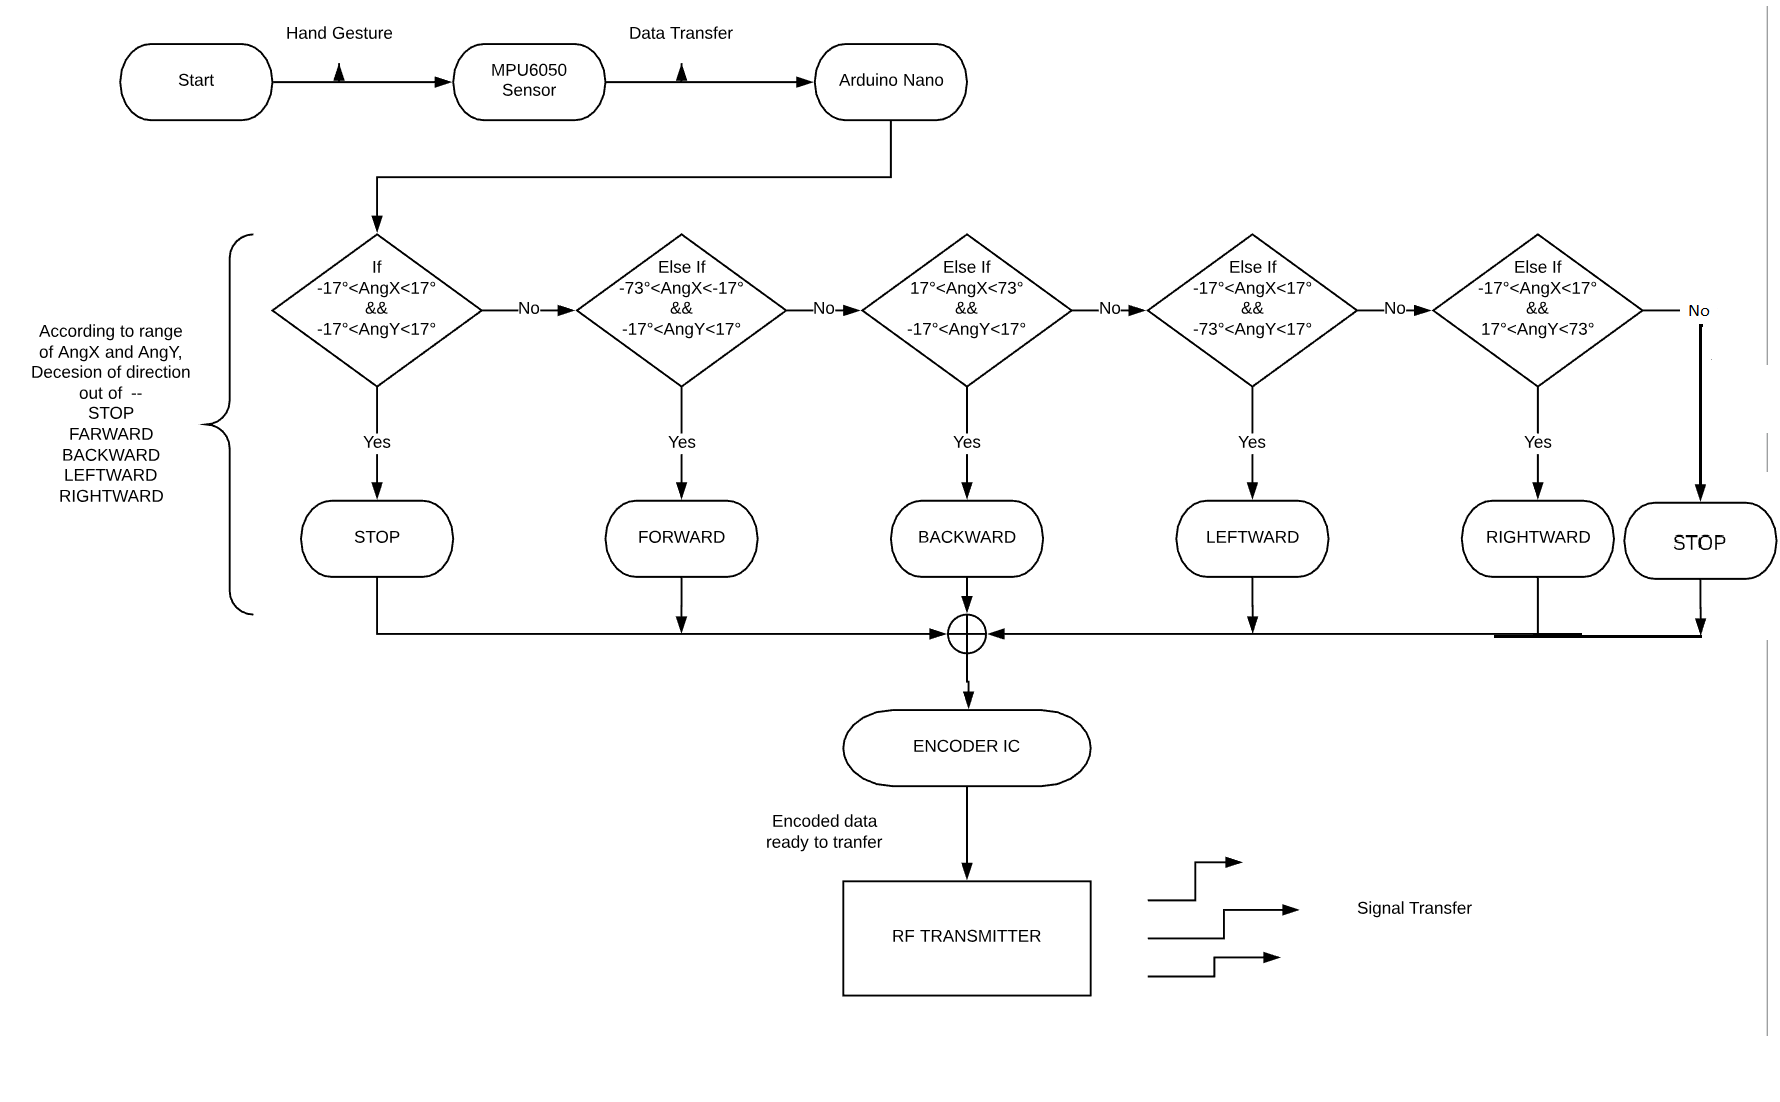 Hand Gesture
Data Transfer
Start
MPU6050
Sensor
Arduino Nano
If
-17°<AngX<17°
&&
-17°<AngY<17°
No
Else If
-73°<AngX<-17°
&&
-17°<AngY<17°
No
Else If
17°<AngX<73°
&&
-17°<AngY<17°
No
Else If
-17°<AngX<17°
&&
-73°<AngY<17°
No
Else If
-17°<AngX<17°
&&
17°<AngY<73°
No
According to range
of AngX and AngY,
Decesion of direction
out of --
STOP
FARWARD
BACKWARD
LEFTWARD
RIGHTWARD
Yes
Yes
Yes
Yes
Yes
STOP
FORWARD
BACKWARD
LEFTWARD
RIGHTWARD
STOP
ENCODER IC
Encoded data
ready to tranfer
RF TRANSMITTER
Signal Transfer